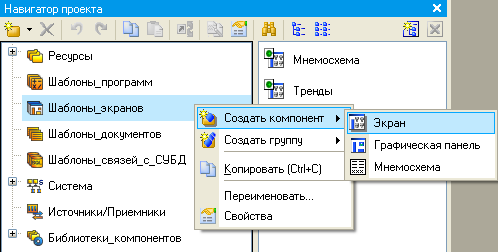 Навигатор проекта
Ресурсы
Шаблоны_программ
Шаблоны_экранов
Шаблоны_документов
Шаблоны_связей_с_СУБД
Система
Источники/Приемники
Библиотеки_компонентов
Мнемосхема
Тренды
Создать компонент
Создать группу
Копировать (Ctrl+C)
Переименовать...
Свойства
Экран
Графическая панель
Мнемосхема